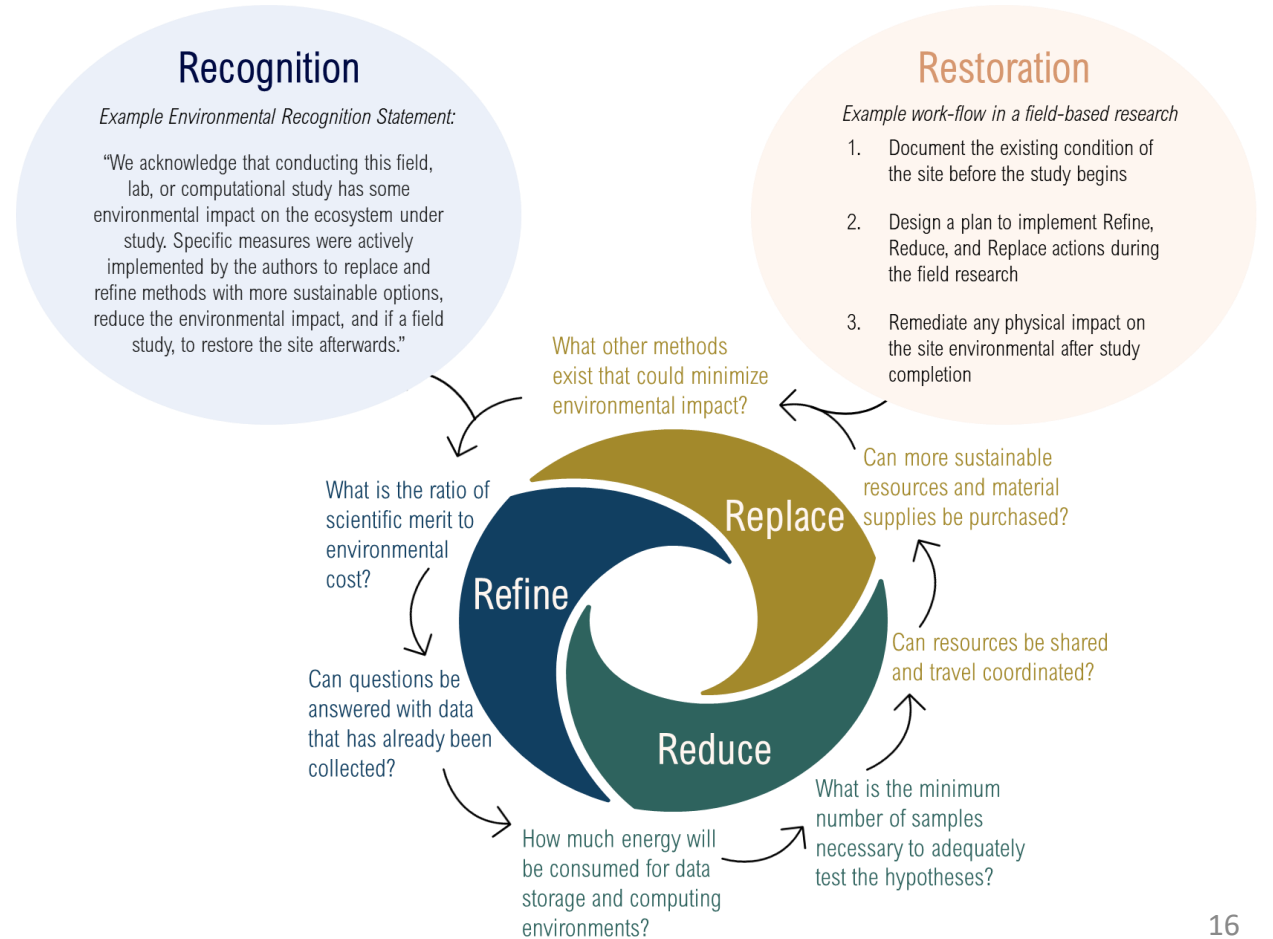 Recognition
Example Environmental Recognition Statement:
“We acknowledge that conducting this field,
lab, or computational study has some
environmental impact on the ecosystem under
study. Specific measures were actively
implemented by the authors to replace and
refine methods with more sustainable options,
reduce the environmental impact, and if a field
study, to restore the site afterwards.”
Restoration
Example work-flow in a field-based research
1. Document the existing condition of
the site before the study begins
2. Design a plan to implement Refine,
Reduce, and Replace actions during
the field research
3. Remediate any physical impact on
the site environmental after study
completion
What other methods
exist that could minimize
environmental impact?
What is the ratio of
scientific merit to
environmental
cost?
Can questions be
answered with data
that has already been
collected?
How much energy will
be consumed for data
storage and computing
environments?
What is the minimum
number of samples
necessary to adequately
test the hypotheses?
Can resources be shared
and travel coordinated?
Can more sustainable
resources and material
supplies be purchased?
Replace
Refine
Reduce
16